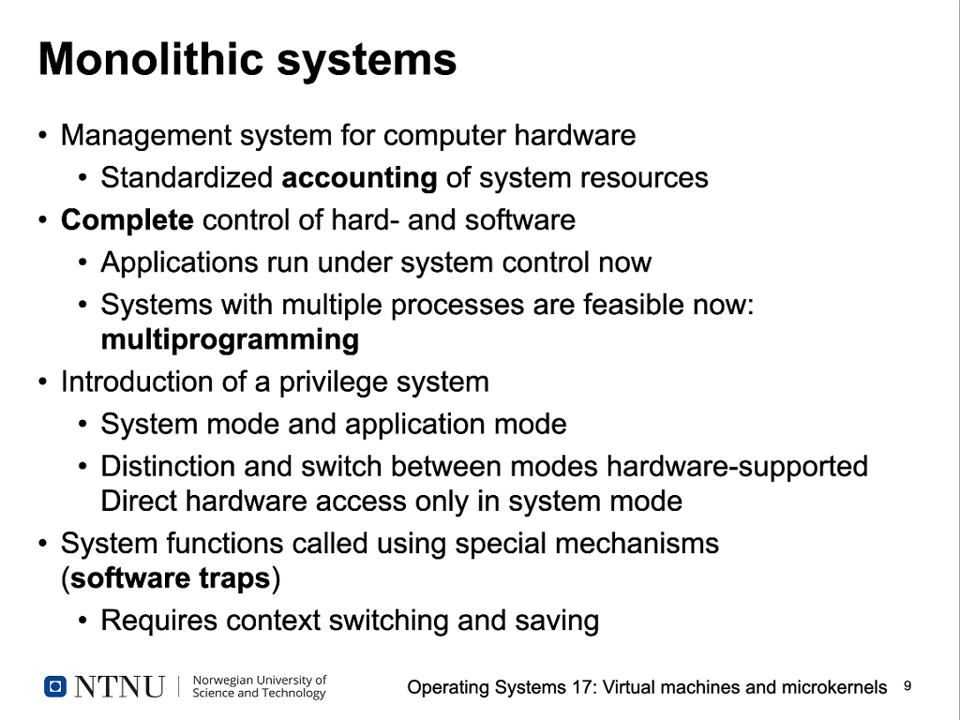 Monolithic systems
• Management system for computer hardware
• Standardized accounting of system resources
• Complete control of hard- and software
• Applications run under system control now
• Systems with multiple processes are feasible now:
multiprogramming
• Introduction of a privilege system
• System mode and application mode
• Distinction and switch between modes hardware-supported
Direct hardware access only in system mode
• System functions called using special mechanisms
(software traps)
• Requires context switching and saving
NTNU
Norwegian University of
Science and Technology
Operating Systems 17: Virtual machines and microkernels 9